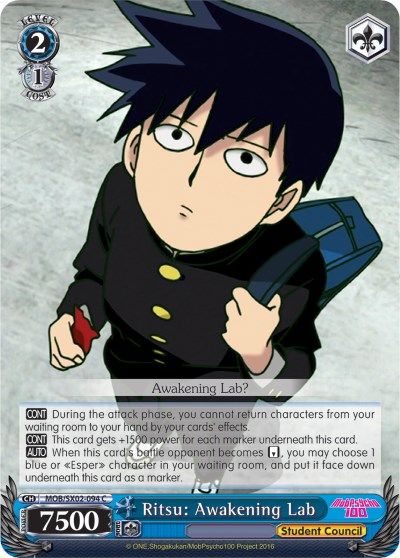 LEVEL
2
1
COST
Awakening Lab?
CONT During the attack phase, you cannot return characters from your
waiting room to your hand by your cards' effects.
CONT This card gets +1500 power for each marker underneath this card.
AUTO When this card's battle opponent becomes , you may choose 1
blue or «Esper» character in your waiting room, and put it face down
underneath this card as a marker.
CH MOB/SX02-094 C
POWER 7500
Ritsu: Awakening Lab
MOBPSYCHO 100
Student Council
© ONE,Shogakukan/MobPsycho100 Project 2016